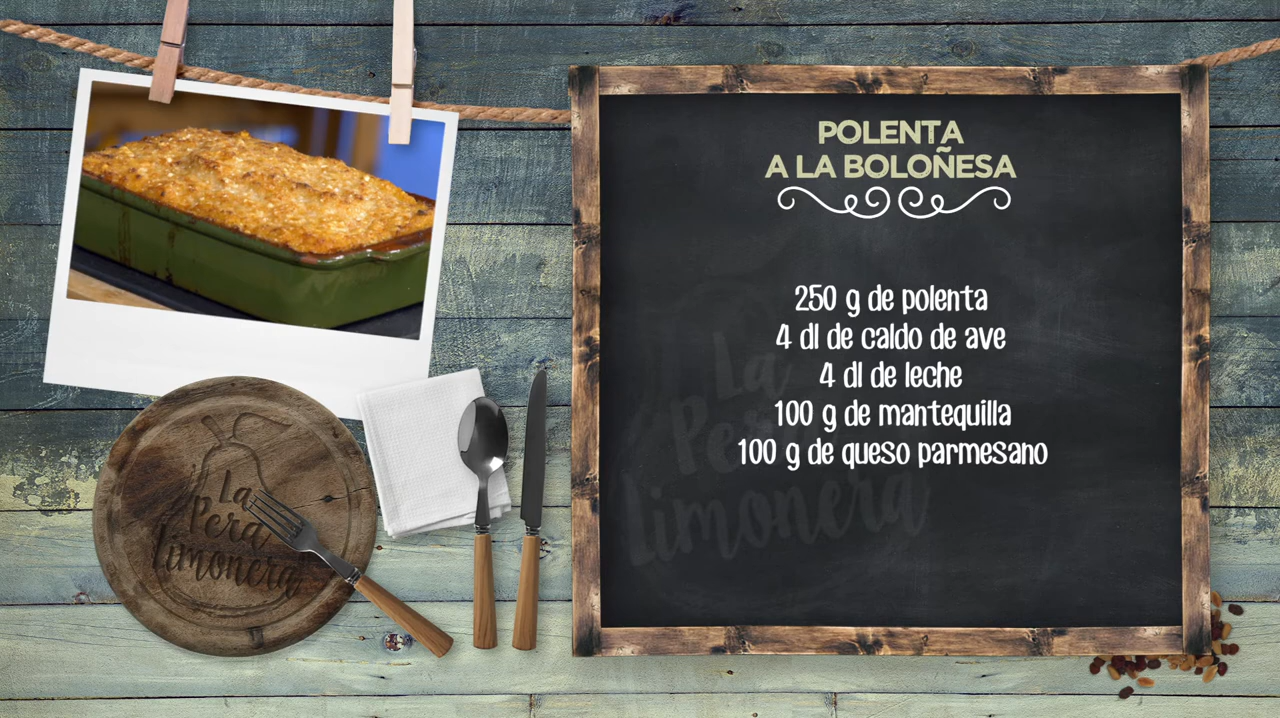 POLENTA
A LA BOLOÑESA
250 g de polenta
4 dl de caldo de ave
4 dl de leche
100 g de mantequilla
100 g de queso parmesano
La
Pera
Limonera
La
Pera
Limonera